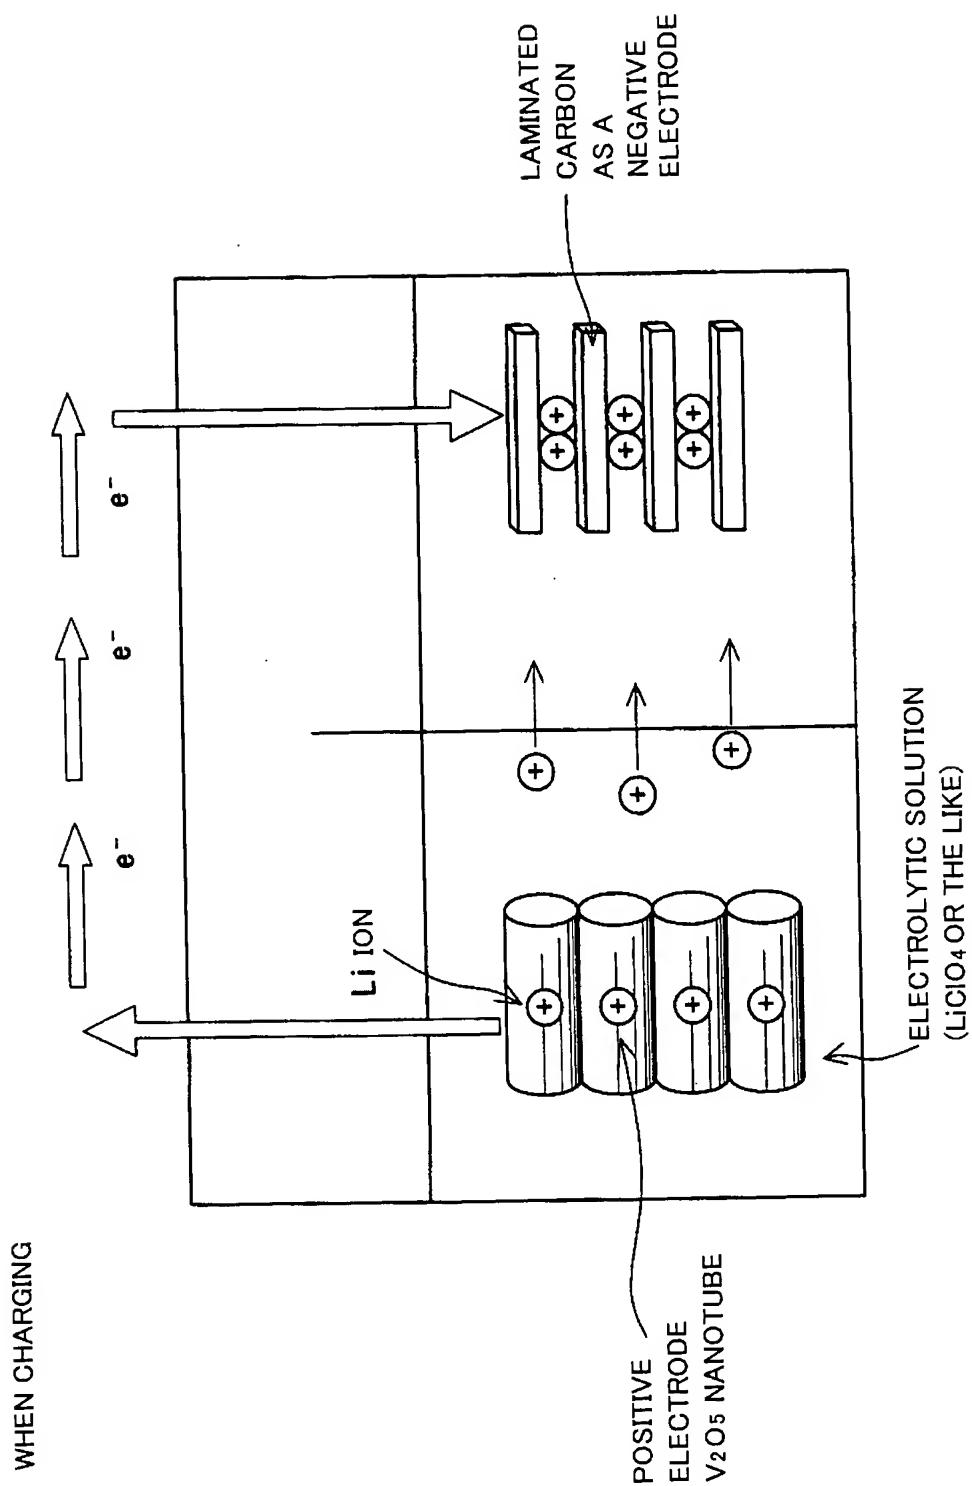 WHEN CHARGING
e⁻
e⁻
e⁻
Li ION
+
+
+
+
+
+
+
+
+
+
+
+
+
LAMINATED
CARBON
AS A
NEGATIVE
ELECTRODE
POSITIVE
ELECTRODE
V₂O₅ NANOTUBE
ELECTROLYTIC SOLUTION
(LiClO₄ OR THE LIKE)